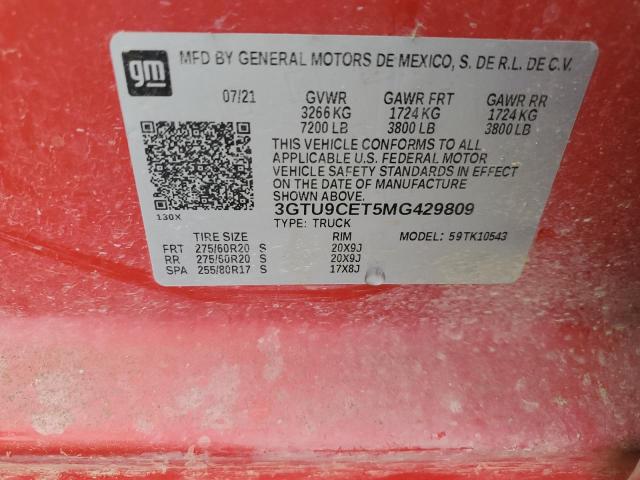 gm
MFD BY GENERAL MOTORS DE MEXICO, S. DE R.L. DE C.V.
07/21 GVWR GAWR FRT GAWR RR
3266 KG 1724 KG 1724 KG
7200 LB 3800 LB 3800 LB
THIS VEHICLE CONFORMS TO ALL
APPLICABLE U.S. FEDERAL MOTOR
VEHICLE SAFETY STANDARDS IN EFFECT
ON THE DATE OF MANUFACTURE
SHOWN ABOVE.
130X 3GTU9CET5MG429809
TYPE: TRUCK MODEL: 59TK10543
TIRE SIZE RIM
FRT 275/60R20 S 20X9J
RR 275/60R20 S 20X9J
SPA 255/80R17 S 17X8J